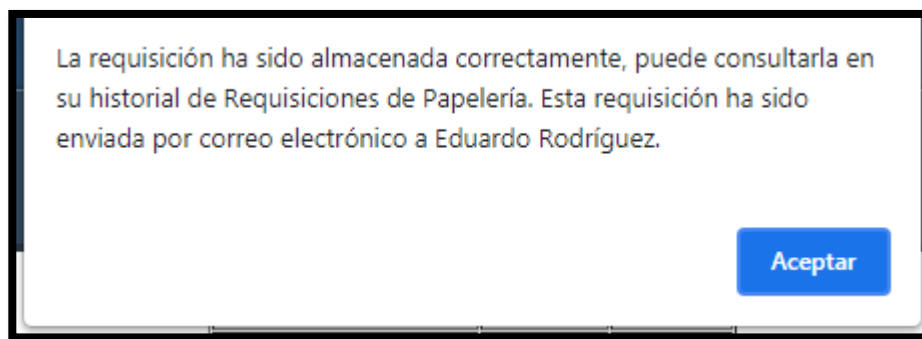 La requisición ha sido almacenada correctamente, puede consultarla en
su historial de Requisiciones de Papelería. Esta requisición ha sido
enviada por correo electrónico a Eduardo Rodríguez.
Aceptar